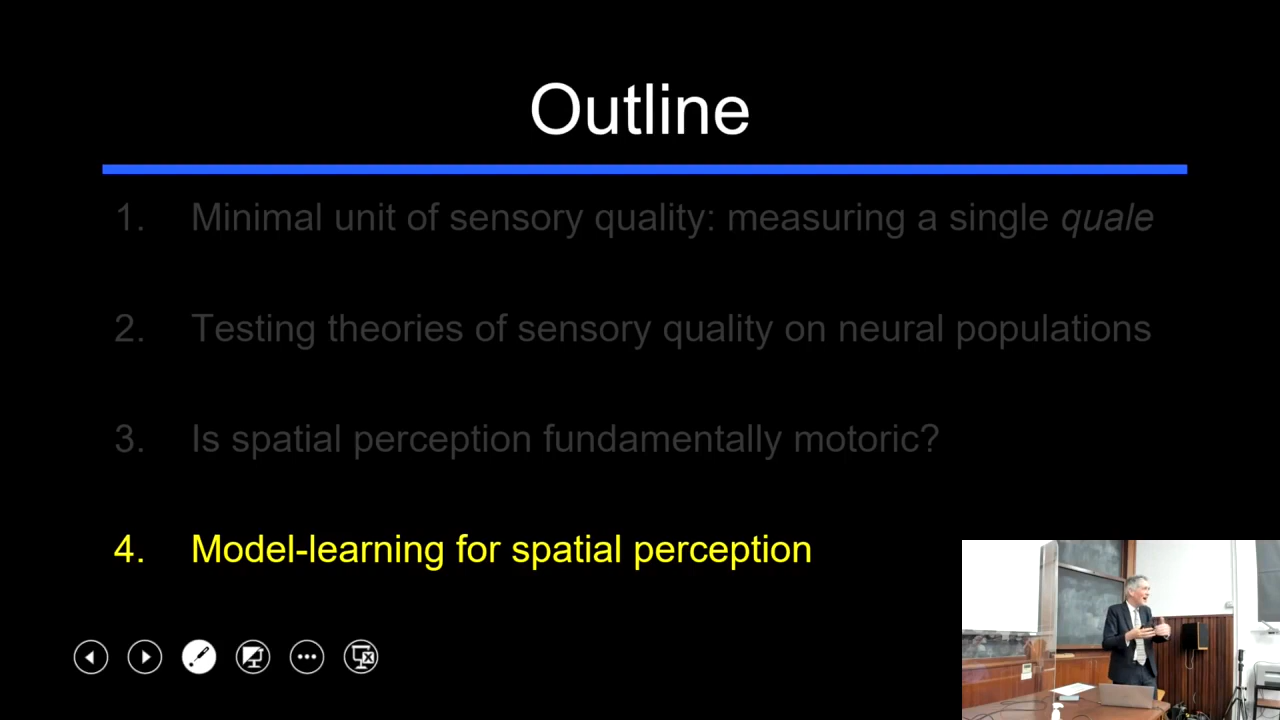 Outline
1. Minimal unit of sensory quality: measuring a single quale
2. Testing theories of sensory quality on neural populations
3. Is spatial perception fundamentally motoric?
4. Model-learning for spatial perception